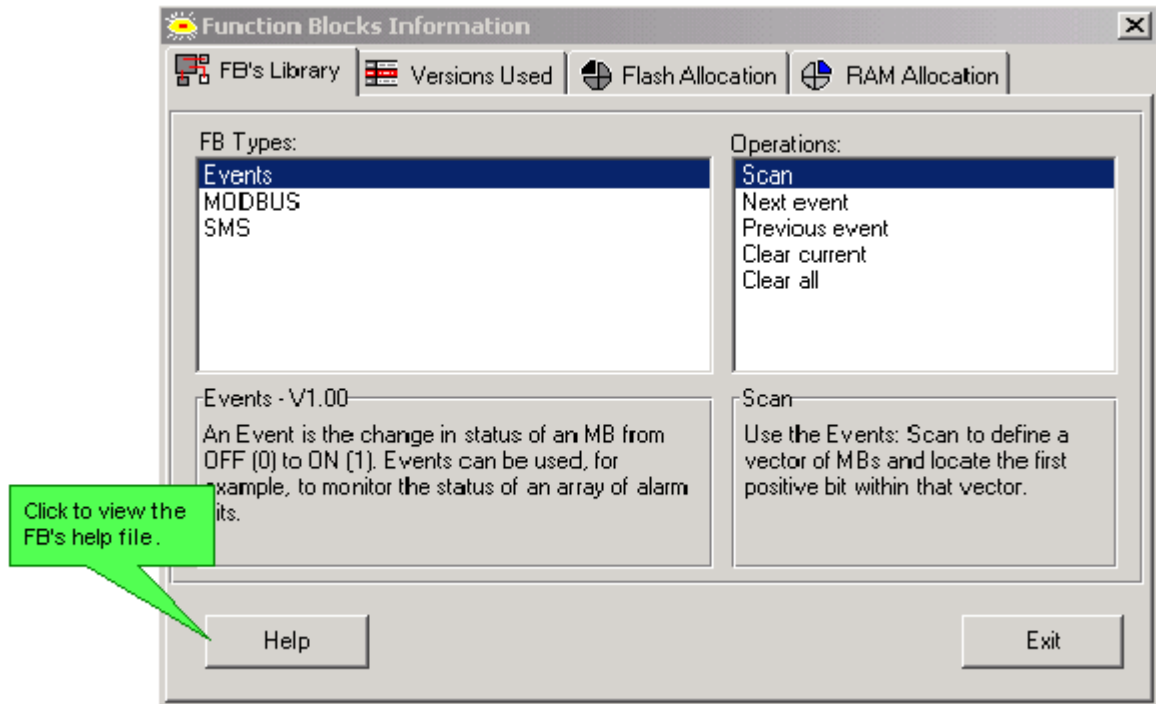 Function Blocks Information
FB's Library
Versions Used
Flash Allocation
RAM Allocation
FB Types:
Events
MODBUS
SMS
Operations:
Scan
Next event
Previous event
Clear current
Clear all
Events - V1.00
An Event is the change in status of an MB from
OFF (0) to ON (1). Events can be used, for
example, to monitor the status of an array of alarm
its.
Scan
Use the Events: Scan to define a
vector of MBs and locate the first
positive bit within that vector.
Click to view the
FB's help file.
Help
Exit